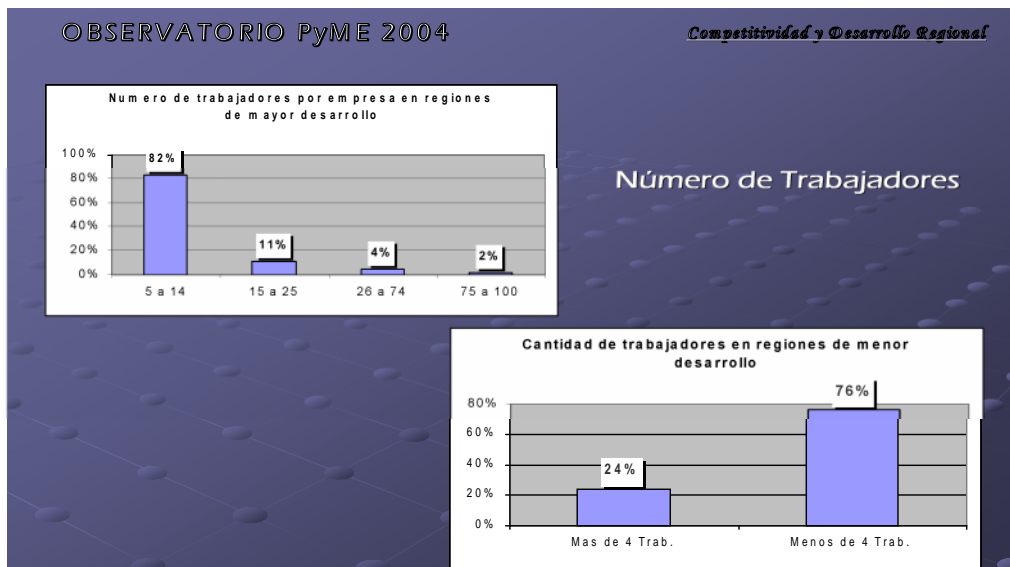 OBSERVATORIO PyME 2004
Competitividad y Desarrollo Regional
Numero de trabajadores por empresa en regiones
de mayor desarrollo
100%
80%
60%
40%
20%
0%
82%
11%
4%
2%
5 a 14
15 a 25
26 a 74
75 a 100
Número de Trabajadores
Cantidad de trabajadores en regiones de menor
desarrollo
80%
60%
40%
20%
0%
24%
76%
Mas de 4 Trab.
Menos de 4 Trab.